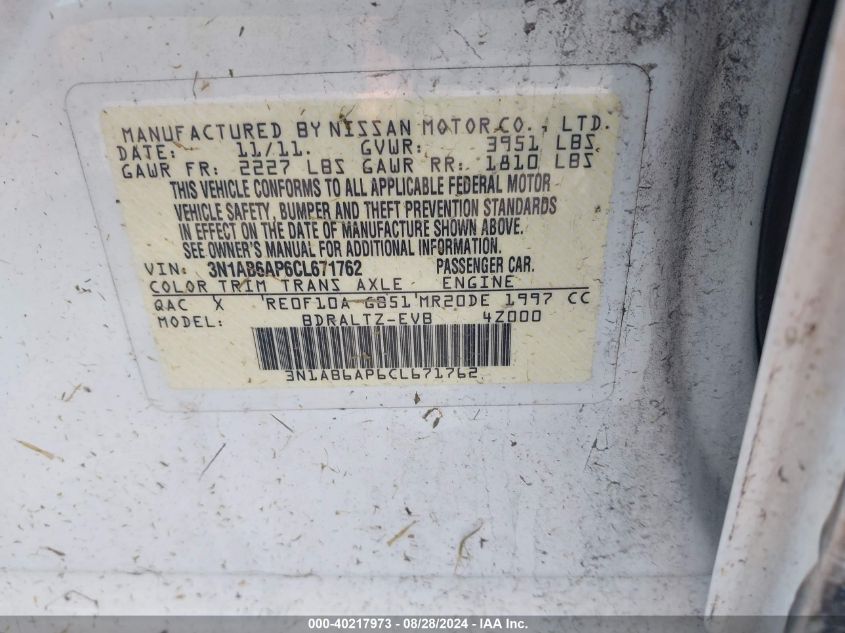 MANUFACTURED BY NISSAN MOTOR CO., LTD.
DATE: 11/11. GVWR: 3951 LBS
GAWR FR: 2227 LBS GAWR RR: 1810 LBS
THIS VEHICLE CONFORMS TO ALL APPLICABLE FEDERAL MOTOR
VEHICLE SAFETY, BUMPER AND THEFT PREVENTION STANDARDS
IN EFFECT ON THE DATE OF MANUFACTURE SHOWN ABOVE.
SEE OWNER'S MANUAL FOR ADDITIONAL INFORMATION.
VIN: 3N1AB6AP6CL671762 PASSENGER CAR.
COLOR TRIM TRANS AXLE ENGINE
QAC X RE0F10A GB51 MR20DE 1997 CC
MODEL: BDRALTZ-EVB 4Z000
3N1AB6AP6CL671762
000-40217973 - 08/28/2024 - IAA Inc.